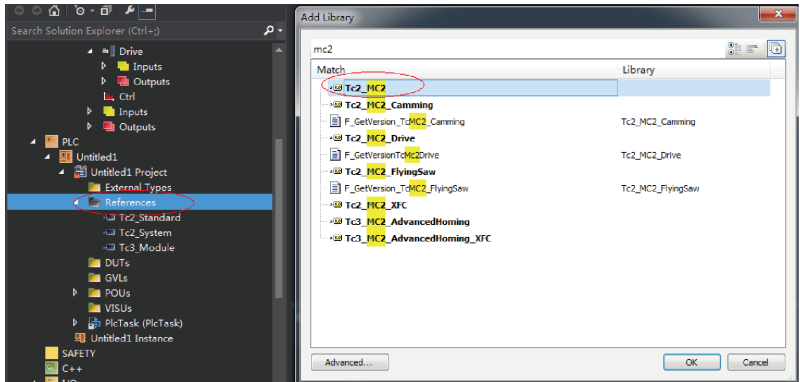 Search Solution Explorer (Ctrl+;)
Drive
Inputs
Outputs
Ctrl
Inputs
Outputs
PLC
Untitled1
Untitled1 Project
External Types
References
Tc2_Standard
Tc2_System
Tc3_Module
DUTs
GVLs
POUs
VISUs
PlcTask (PlcTask)
Untitled1 Instance
SAFETY
C++
Add Library
mc2
Match Library
Tc2_MC2
Tc2_MC2_Camming
F_GetVersion_TcMC2_Camming Tc2_MC2_Camming
Tc2_MC2_Drive
F_GetVersionTcMc2Drive Tc2_MC2_Drive
Tc2_MC2_FlyingSaw
F_GetVersion_TcMC2_FlyingSaw Tc2_MC2_FlyingSaw
Tc2_MC2_XFC
Tc3_MC2_AdvancedHoming
Tc3_MC2_AdvancedHoming_XFC
Advanced... OK Cancel